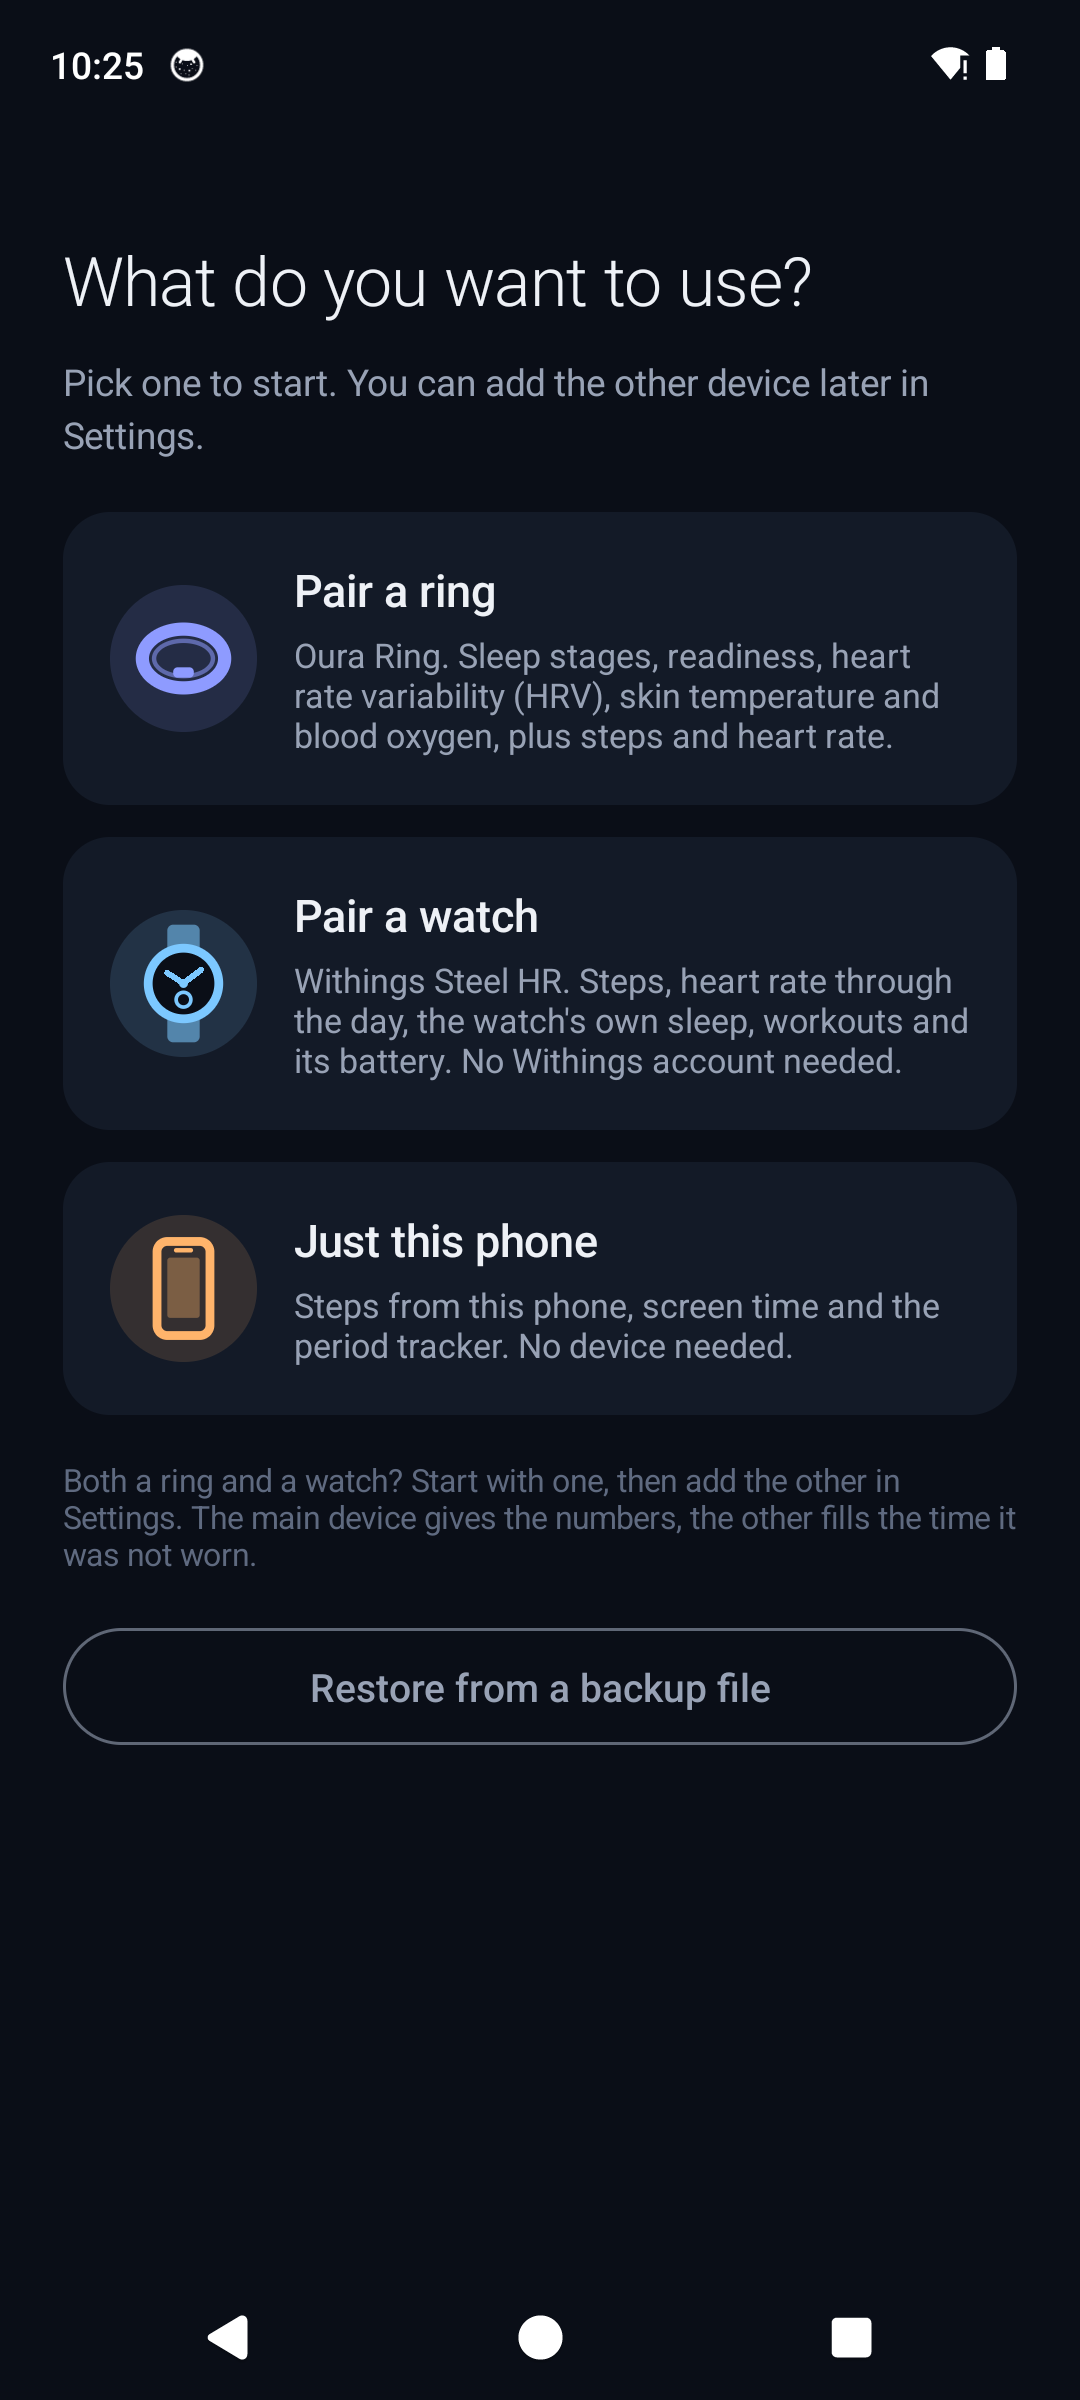 10:25
What do you want to use?
Pick one to start. You can add the other device later in
Settings.
Pair a ring
Oura Ring. Sleep stages, readiness, heart
rate variability (HRV), skin temperature and
blood oxygen, plus steps and heart rate.
Pair a watch
Withings Steel HR. Steps, heart rate through
the day, the watch's own sleep, workouts and
its battery. No Withings account needed.
Just this phone
Steps from this phone, screen time and the
period tracker. No device needed.
Both a ring and a watch? Start with one, then add the other in
Settings. The main device gives the numbers, the other fills the time it
was not worn.
Restore from a backup file